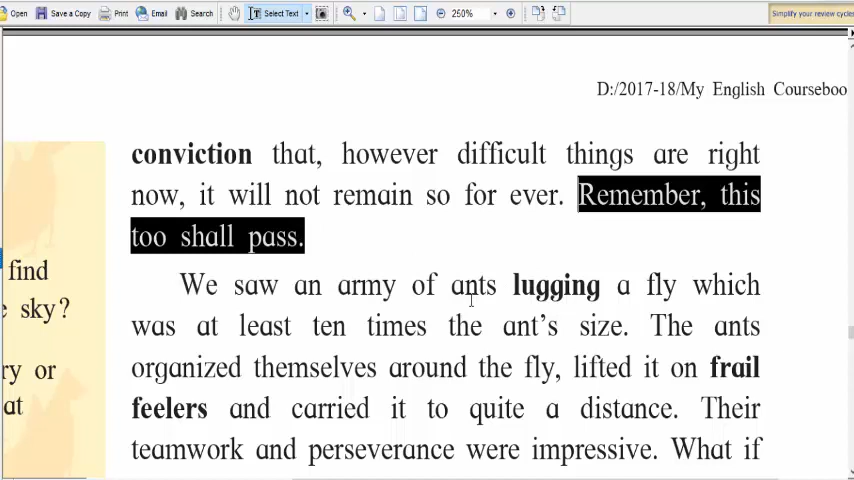 Open Save a Copy Print Email Search Select Text 250% Simplify your review cycles
D:/2017-18/My English Courseboo
conviction that, however difficult things are right
now, it will not remain so for ever. Remember, this
too shall pass.
find
e sky?
ry or
at
We saw an army of ants lugging a fly which
was at least ten times the ant's size. The ants
organized themselves around the fly, lifted it on frail
feelers and carried it to quite a distance. Their
teamwork and perseverance were impressive. What if